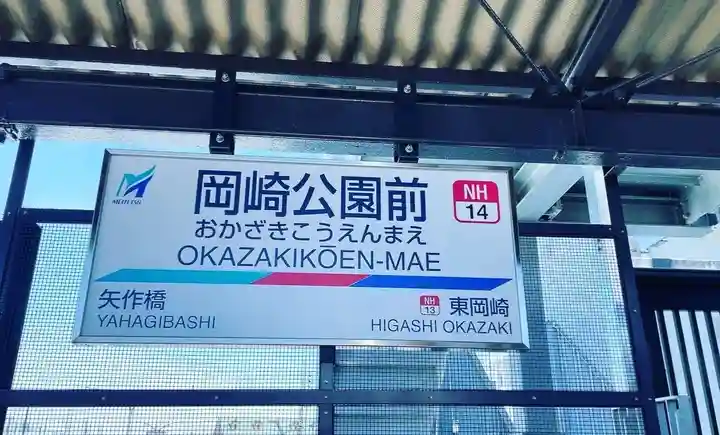 MEITETSU
岡崎公園前
おかざきこうえんまえ
OKAZAKIKŌEN-MAE
NH
14
矢作橋
YAHAGIBASHI
NH
13
東岡崎
HIGASHI OKAZAKI